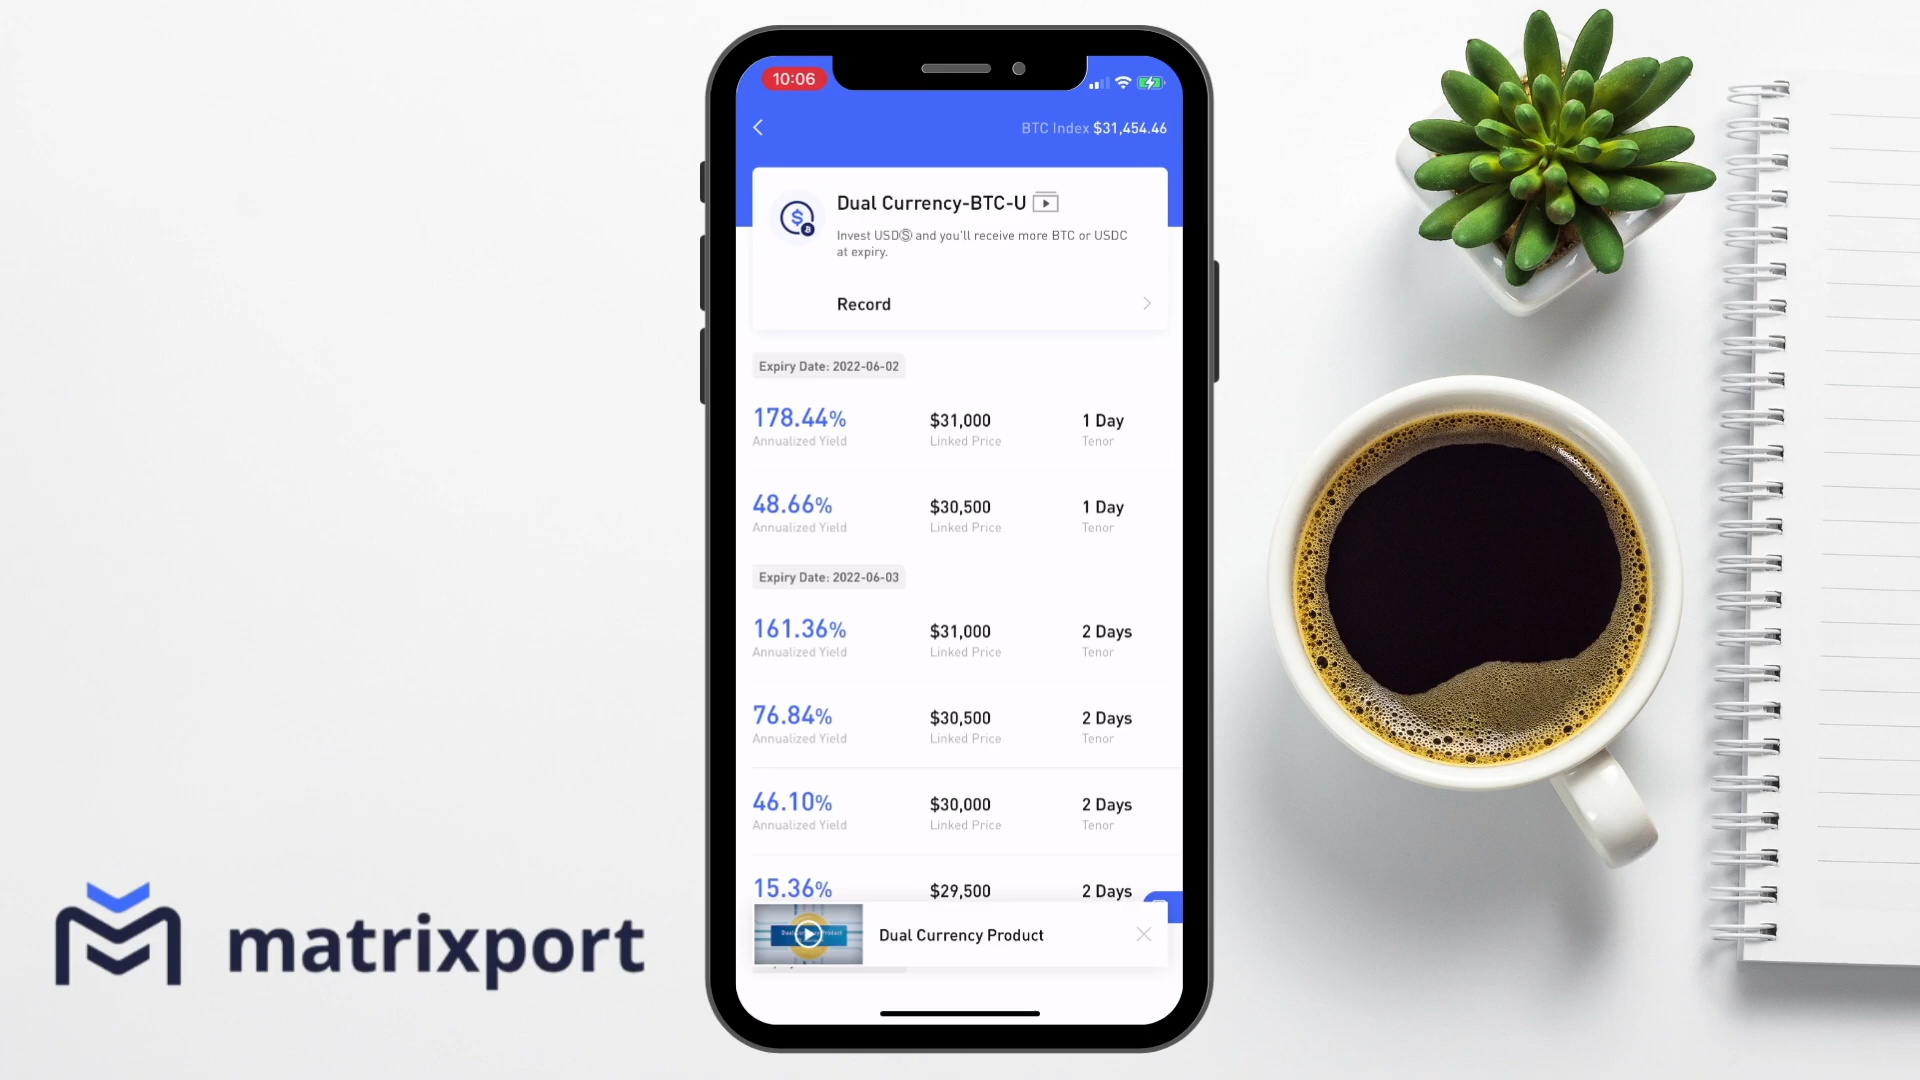 10:06
BTC Index $31,454.46
Dual Currency-BTC-U
Invest USDⓈ and you'll receive more BTC or USDC
at expiry.
Record
Expiry Date: 2022-06-02
178.44% $31,000 1 Day
Annualized Yield Linked Price Tenor
48.66% $30,500 1 Day
Annualized Yield Linked Price Tenor
Expiry Date: 2022-06-03
161.36% $31,000 2 Days
Annualized Yield Linked Price Tenor
76.84% $30,500 2 Days
Annualized Yield Linked Price Tenor
46.10% $30,000 2 Days
Annualized Yield Linked Price Tenor
15.36% $29,500 2 Days
Dual Currency Product
matrixport